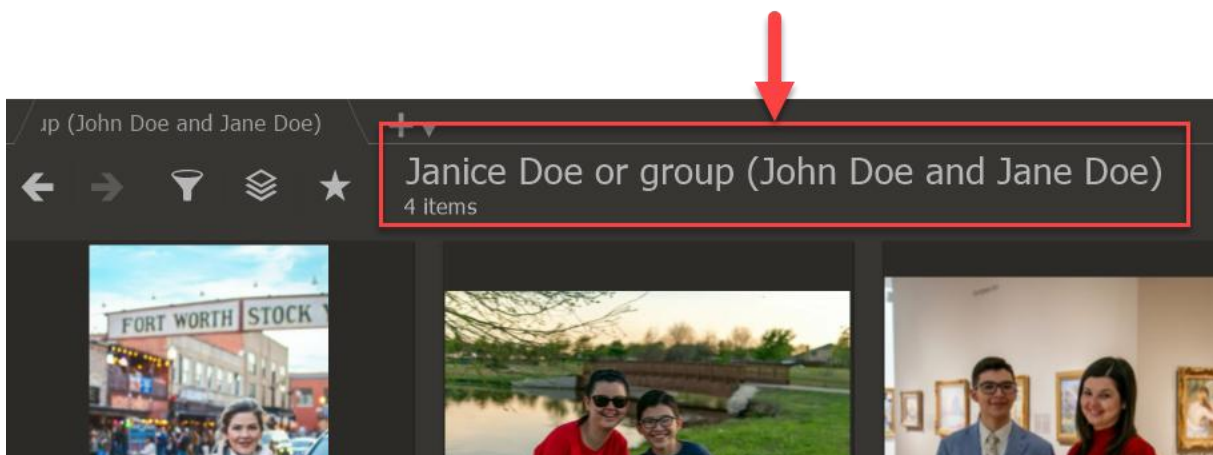 up (John Doe and Jane Doe)
Janice Doe or group (John Doe and Jane Doe)
4 items
FORT WORTH STOCK